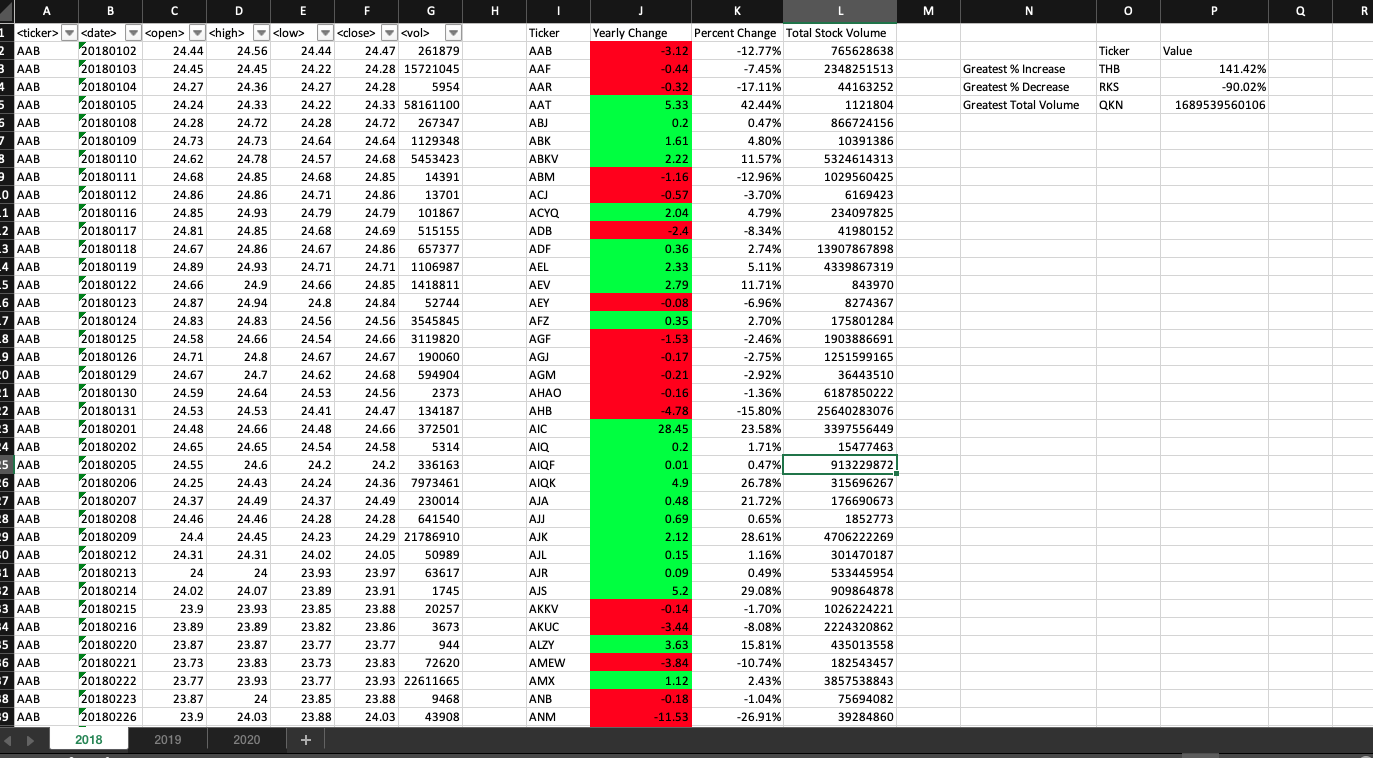 A B C D E F G H I J K L M N O P Q R
1 <ticker> <date> <open> <high> <low> <close> <vol> Ticker Yearly Change Percent Change Total Stock Volume
2 AAB 20180102 24.44 24.56 24.44 24.47 261879 AAB -3.12 -12.77% 765628638 Ticker Value
3 AAB 20180103 24.45 24.45 24.22 24.28 15721045 AAF -0.44 -7.45% 2348251513 Greatest % Increase THB 141.42%
4 AAB 20180104 24.27 24.36 24.27 24.28 5954 AAR -0.32 -17.11% 44163252 Greatest % Decrease RKS -90.02%
5 AAB 20180105 24.24 24.33 24.22 24.33 58161100 AAT 5.33 42.44% 1121804 Greatest Total Volume QKN 1689539560106
6 AAB 20180108 24.28 24.72 24.28 24.72 267347 ABJ 0.2 0.47% 866724156
7 AAB 20180109 24.73 24.73 24.64 24.64 1129348 ABK 1.61 4.80% 10391386
8 AAB 20180110 24.62 24.78 24.57 24.68 5453423 ABKV 2.22 11.57% 5324614313
9 AAB 20180111 24.68 24.85 24.68 24.85 14391 ABM -1.16 -12.96% 1029560425
.0 AAB 20180112 24.86 24.86 24.71 24.86 13701 ACJ -0.57 -3.70% 6169423
.1 AAB 20180116 24.85 24.93 24.79 24.79 101867 ACYQ 2.04 4.79% 234097825
.2 AAB 20180117 24.81 24.85 24.68 24.69 515155 ADB -2.4 -8.34% 41980152
.3 AAB 20180118 24.67 24.86 24.67 24.86 657377 ADF 0.36 2.74% 13907867898
.4 AAB 20180119 24.89 24.93 24.71 24.71 1106987 AEL 2.33 5.11% 4339867319
.5 AAB 20180122 24.66 24.9 24.66 24.85 1418811 AEV 2.79 11.71% 843970
.6 AAB 20180123 24.87 24.94 24.8 24.84 52744 AEY -0.08 -6.96% 8274367
.7 AAB 20180124 24.83 24.83 24.56 24.56 3545845 AFZ 0.35 2.70% 175801284
.8 AAB 20180125 24.58 24.66 24.54 24.66 3119820 AGF -1.53 -2.46% 1903886691
.9 AAB 20180126 24.71 24.8 24.67 24.67 190060 AGJ -0.17 -2.75% 1251599165
20 AAB 20180129 24.67 24.7 24.62 24.68 594904 AGM -0.21 -2.92% 36443510
21 AAB 20180130 24.59 24.64 24.53 24.56 2373 AHAO -0.16 -1.36% 6187850222
22 AAB 20180131 24.53 24.53 24.41 24.47 134187 AHB -4.78 -15.80% 25640283076
23 AAB 20180201 24.48 24.66 24.48 24.66 372501 AIC 28.45 23.58% 3397556449
24 AAB 20180202 24.65 24.65 24.54 24.58 5314 AIQ 0.2 1.71% 15477463
25 AAB 20180205 24.55 24.6 24.2 24.2 336163 AIQF 0.01 0.47% 913229872
26 AAB 20180206 24.25 24.43 24.24 24.36 7973461 AIQK 4.9 26.78% 315696267
27 AAB 20180207 24.37 24.49 24.37 24.49 230014 AJA 0.48 21.72% 176690673
28 AAB 20180208 24.46 24.46 24.28 24.28 641540 AJJ 0.69 0.65% 1852773
29 AAB 20180209 24.4 24.45 24.23 24.29 21786910 AJK 2.12 28.61% 4706222269
30 AAB 20180212 24.31 24.31 24.02 24.05 50989 AJL 0.15 1.16% 301470187
31 AAB 20180213 24 24 23.93 23.97 63617 AJR 0.09 0.49% 533445954
32 AAB 20180214 24.02 24.07 23.89 23.91 1745 AJS 5.2 29.08% 909864878
33 AAB 20180215 23.9 23.93 23.85 23.88 20257 AKKV -0.14 -1.70% 1026224221
34 AAB 20180216 23.89 23.89 23.82 23.86 3673 AKUC -3.44 -8.08% 2224320862
35 AAB 20180220 23.87 23.87 23.77 23.77 944 ALZY 3.63 15.81% 435013558
36 AAB 20180221 23.73 23.83 23.73 23.83 72620 AMEW -3.84 -10.74% 182543457
37 AAB 20180222 23.77 23.93 23.77 23.93 22611665 AMX 1.12 2.43% 3857538843
38 AAB 20180223 23.87 24 23.85 23.88 9468 ANB -0.18 -1.04% 75694082
39 AAB 20180226 23.9 24.03 23.88 24.03 43908 ANM -11.53 -26.91% 39284860
2018 2019 2020 +